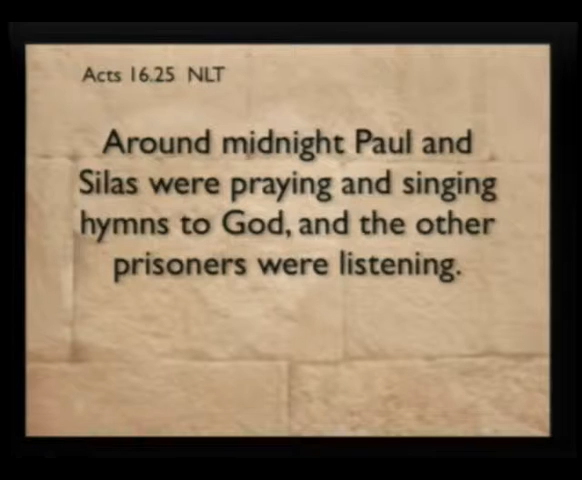 Acts 16.25 NLT
Around midnight Paul and
Silas were praying and singing
hymns to God, and the other
prisoners were listening.